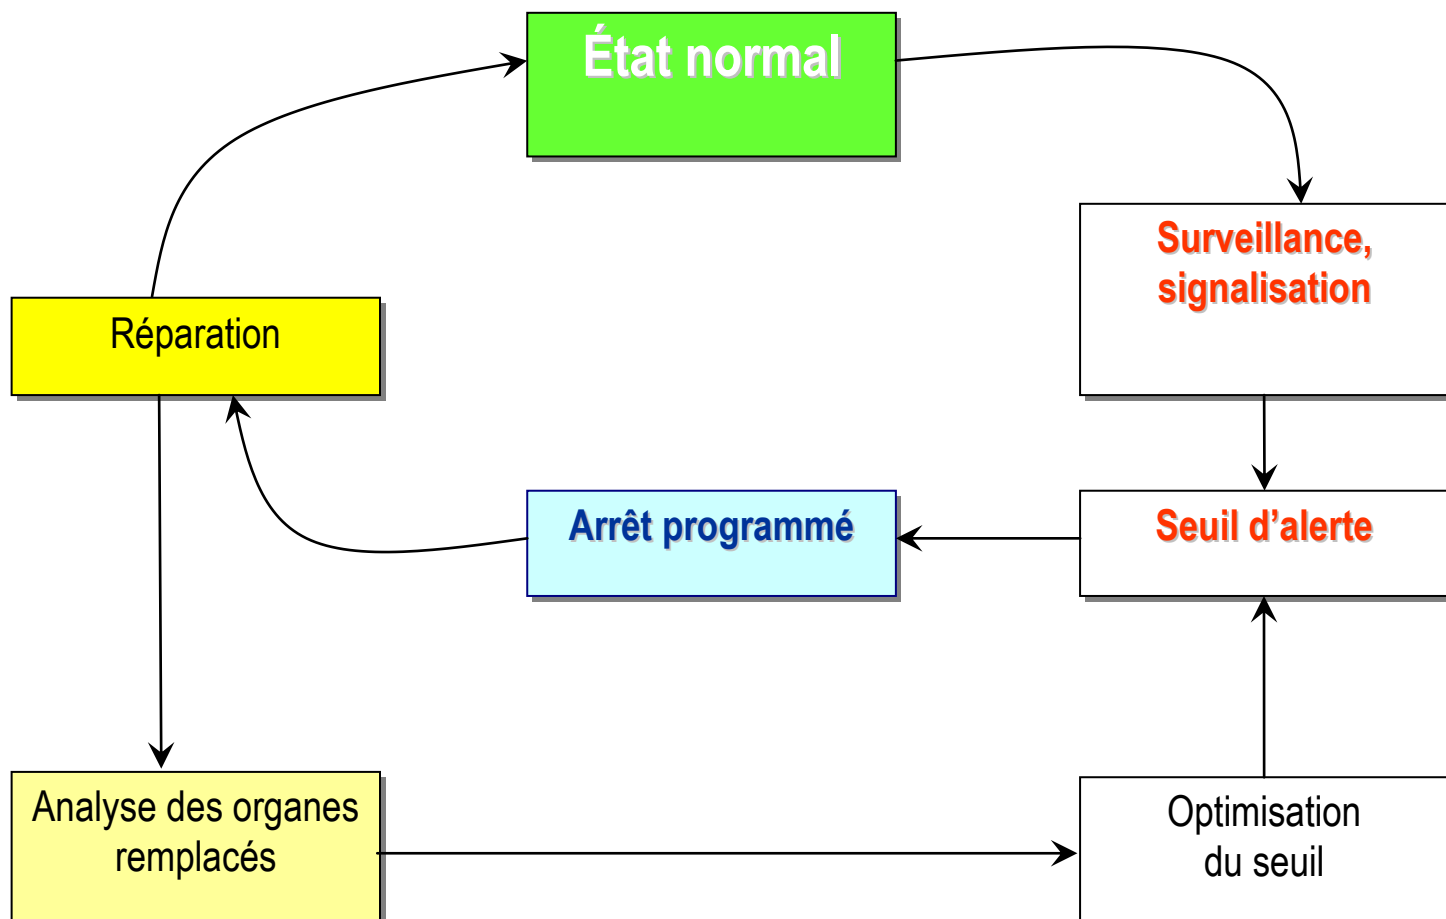 État normal
Surveillance,
signalisation
Réparation
Arrêt programmé
Seuil d’alerte
Analyse des organes
remplacés
Optimisation
du seuil